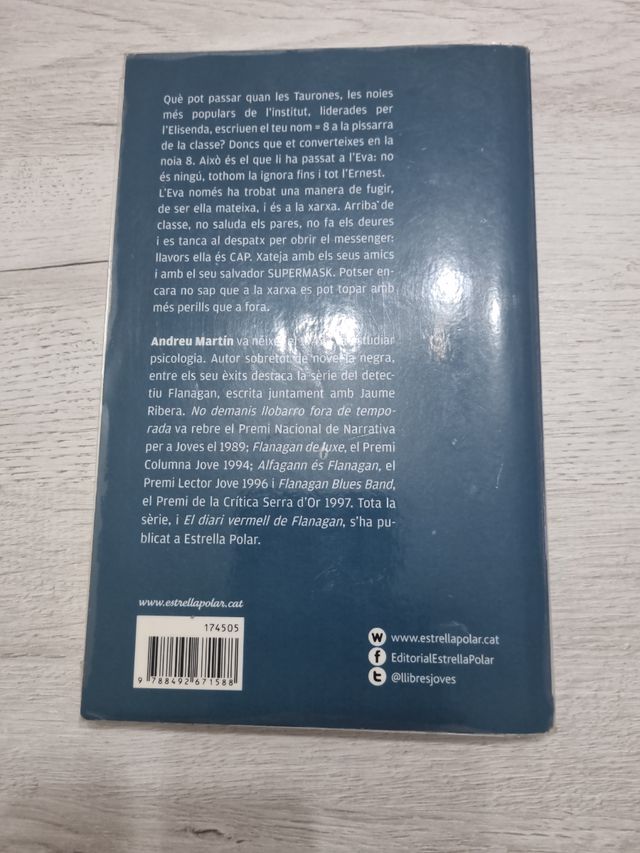 Què pot passar quan les Taurones, les noies
més populars de l'institut, liderades per
l'Elisenda, escriuen el teu nom = 8 a la pissarra
de la classe? Doncs que et converteixes en la
noia 8. Això és el que li ha passat a l'Eva: no
és ningú, tothom la ignora fins i tot l'Ernest.
L'Eva només ha trobat una manera de fugir,
de ser ella mateixa, i és a la xarxa. Arriba de
classe, no saluda els pares, no fa els deures
i es tanca al despatx per obrir el messenger:
llavors ella és CAP. Xateja amb els seus amics
i amb el seu salvador SUPERMASK. Potser en-
cara no sap que a la xarxa es pot topar amb
més perills que a fora.
Andreu Martín va néixer el estudiar
psicologia. Autor sobretot de novel·la negra,
entre els seu èxits destaca la sèrie del detec-
tiu Flanagan, escrita juntament amb Jaume
Ribera. No demanis llobarro fora de tempo-
rada va rebre el Premi Nacional de Narrativa
per a Joves el 1989; Flanagan de luxe, el Premi
Columna Jove 1994; Alfagann és Flanagan, el
Premi Lector Jove 1996 i Flanagan Blues Band,
el Premi de la Crítica Serra d'Or 1997. Tota la
sèrie, i El diari vermell de Flanagan, s'ha pu-
blicat a Estrella Polar.
www.estrellapolar.cat
174505
9 788492 671588
w www.estrellapolar.cat
f EditorialEstrellaPolar
t @llibresjoves